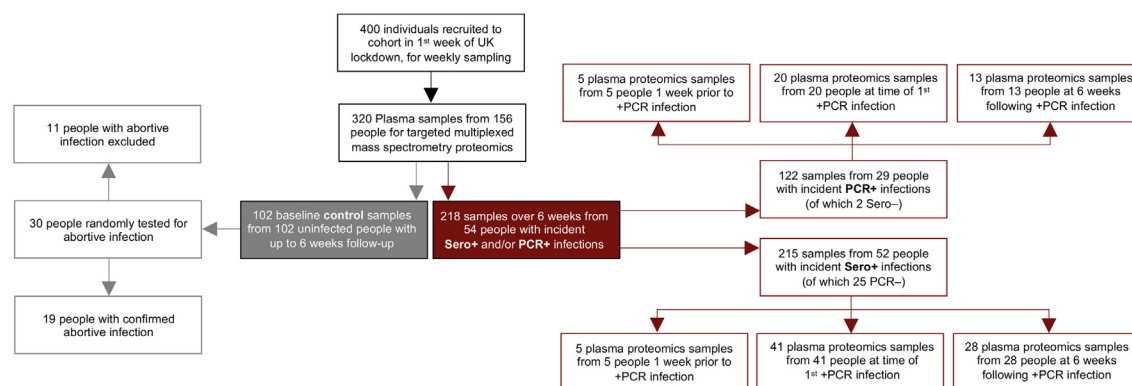 400 individuals recruited to
cohort in 1st week of UK
lockdown, for weekly sampling
320 Plasma samples from 156
people for targeted multiplexed
mass spectrometry proteomics
11 people with abortive
infection excluded
30 people randomly tested for
abortive infection
19 people with confirmed
abortive infection
102 baseline control samples
from 102 uninfected people with
up to 6 weeks follow-up
218 samples over 6 weeks from
54 people with incident
Sero+ and/or PCR+ infections
5 plasma proteomics samples
from 5 people 1 week prior to
+PCR infection
20 plasma proteomics samples
from 20 people at time of 1st
+PCR infection
13 plasma proteomics samples
from 13 people at 6 weeks
following +PCR infection
122 samples from 29 people
with incident PCR+ infections
(of which 2 Sero–)
215 samples from 52 people
with incident Sero+ infections
(of which 25 PCR–)
5 plasma proteomics samples
from 5 people 1 week prior to
+PCR infection
41 plasma proteomics samples
from 41 people at time of
1st +PCR infection
28 plasma proteomics samples
from 28 people at 6 weeks
following +PCR infection